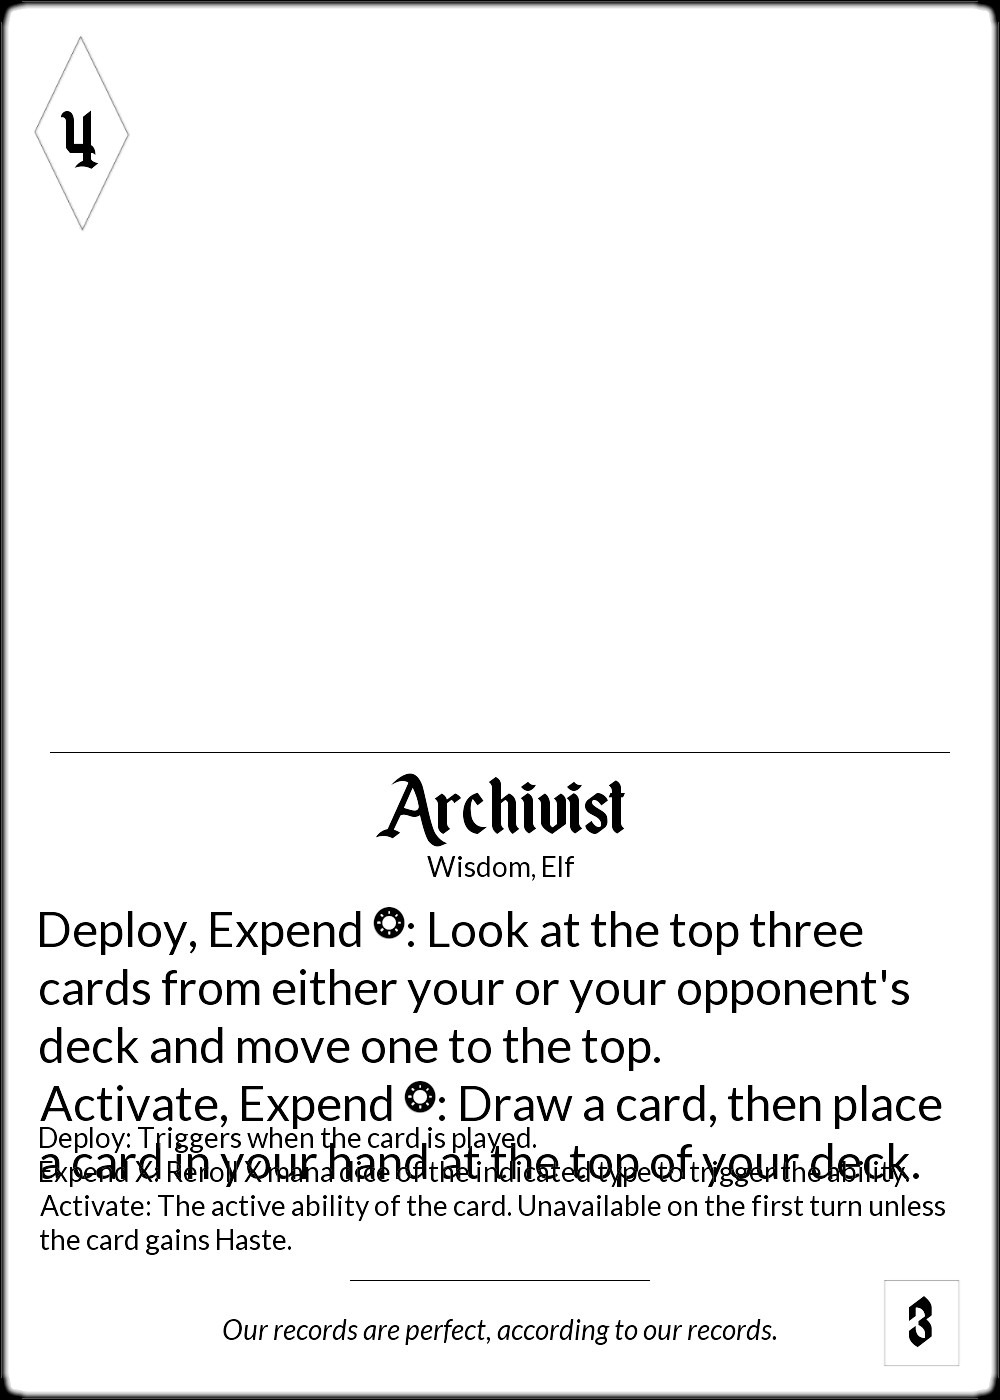 4
Archivist
Wisdom, Elf
Deploy, Expend : Look at the top three
cards from either your or your opponent's
deck and move one to the top.
Activate, Expend : Draw a card, then place
Deploy: Triggers when the card is played.
a card in your hand at the top of your deck.
Expend X: Reroll X mana dice of the indicated type to trigger the ability.
Activate: The active ability of the card. Unavailable on the first turn unless
the card gains Haste.
Our records are perfect, according to our records.
3